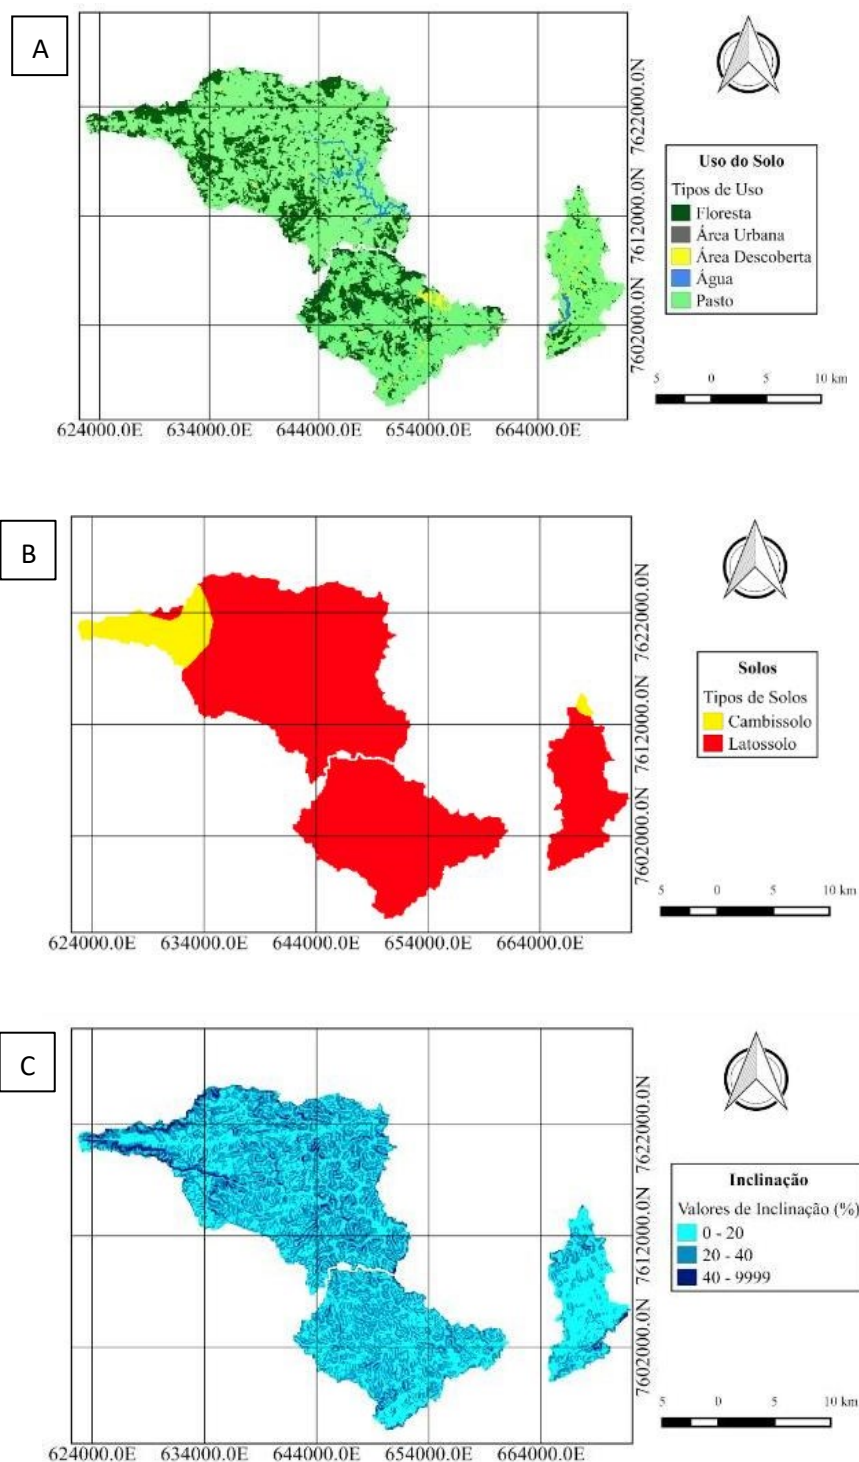 A
7622000.0N
7612000.0N
7602000.0N
624000.0E 634000.0E 644000.0E 654000.0E 664000.0E
Uso do Solo
Tipos de Uso
Floresta
Área Urbana
Área Descoberta
Água
Pasto
5 0 5 10 km
B
7622000.0N
7612000.0N
7602000.0N
624000.0E 634000.0E 644000.0E 654000.0E 664000.0E
Solos
Tipos de Solos
Cambissolo
Latossolo
5 0 5 10 km
C
7622000.0N
7612000.0N
7602000.0N
624000.0E 634000.0E 644000.0E 654000.0E 664000.0E
Inclinação
Valores de Inclinação (%)
0 - 20
20 - 40
40 - 9999
5 0 5 10 km